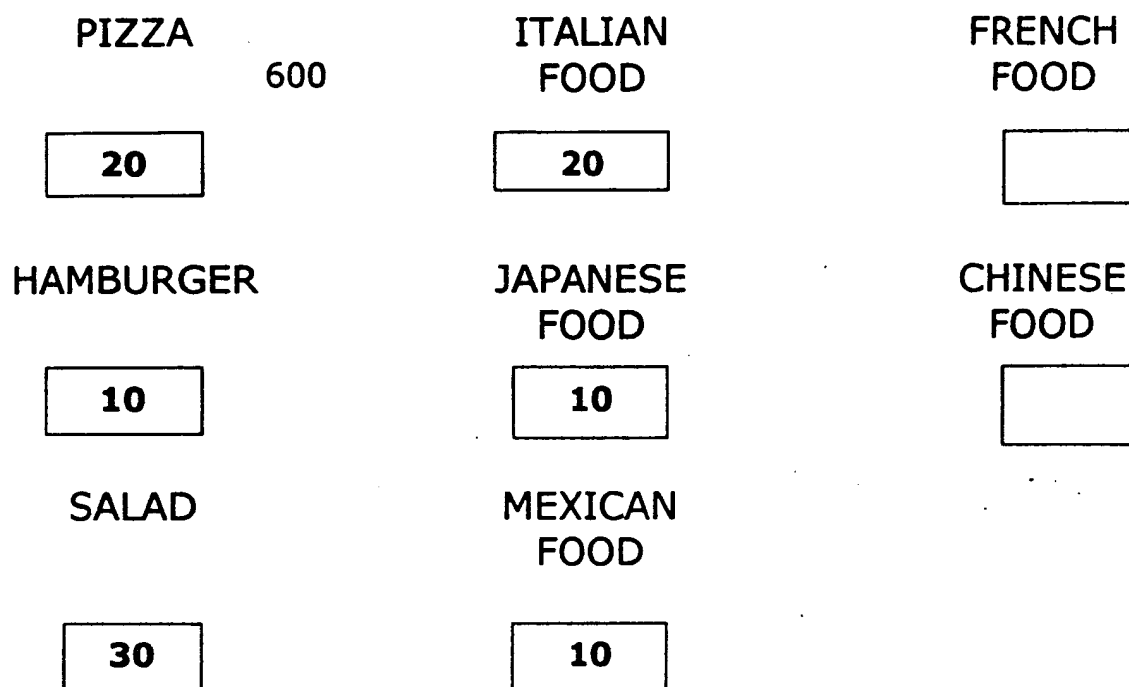 PIZZA
600
20
ITALIAN
FOOD
20
FRENCH
FOOD
HAMBURGER
10
JAPANESE
FOOD
10
CHINESE
FOOD
SALAD
30
MEXICAN
FOOD
10